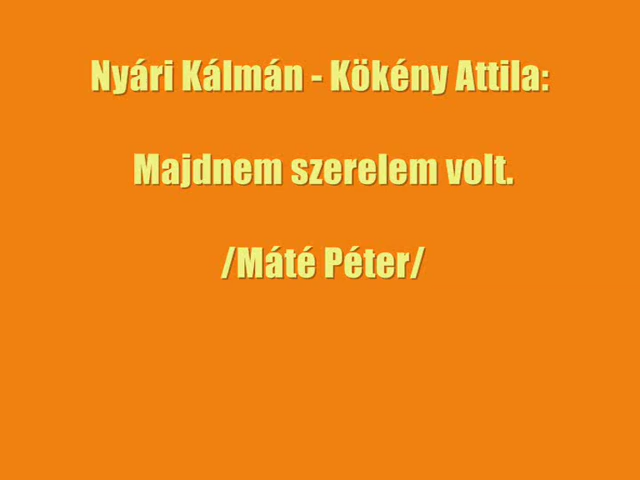 Nyári Kálmán - Kökény Attila:
Majdnem szerelem volt.
/Máté Péter/